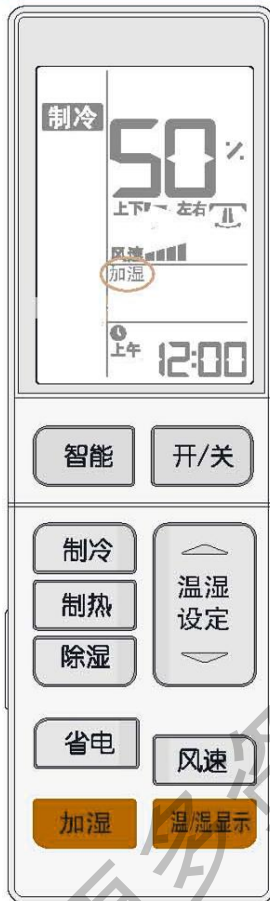 制冷
50%
上下 左右
风速
加湿
上午 12:00
智能 开/关
制冷
制热
除湿
温湿
设定
省电 风速
加湿 温/湿显示